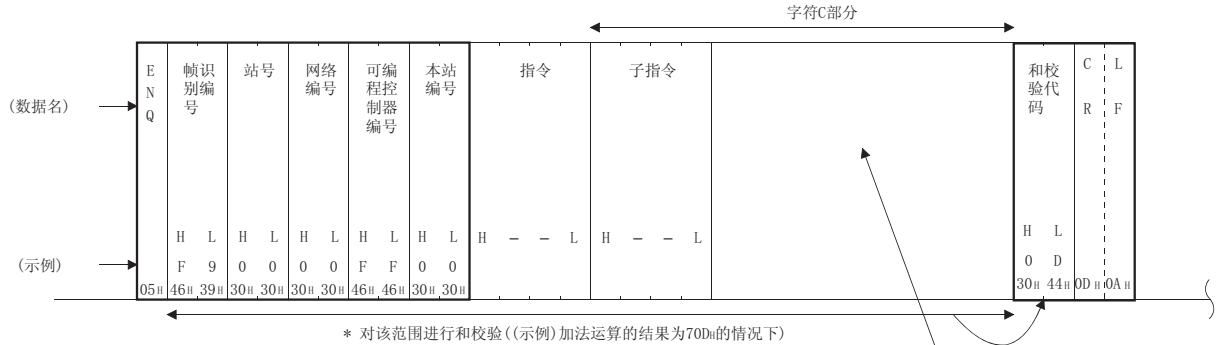 字符C部分
(数据名)
E
N
Q
帧识
别编
号
站号
网络
编号
可编
程控
制器
编号
本站
编号
指令
子指令
和校
验代
码
C
R
L
F
(示例)
H L H L H L H L H L H － － L H － － L H L
F 9 0 0 0 0 F F 0 0 0 D
05H 46H 39H 30H 30H 30H 30H 46H 46H 30H 30H 30H 44H 0DH 0AH
* 对该范围进行和校验((示例)加法运算的结果为70DH的情况下)